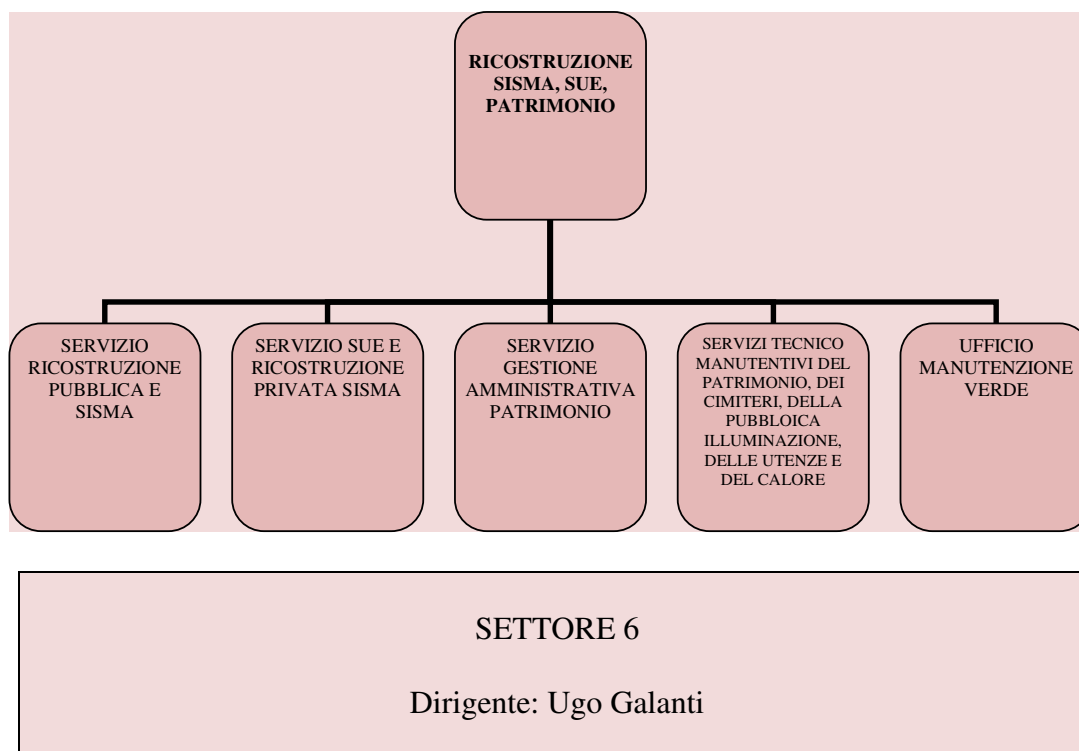 RICOSTRUZIONE
SISMA, SUE,
PATRIMONIO
SERVIZIO
RICOSTRUZIONE
PUBBLICA E
SISMA
SERVIZIO SUE E
RICOSTRUZIONE
PRIVATA SISMA
SERVIZIO
GESTIONE
AMMINISTRATIVA
PATRIMONIO
SERVIZI TECNICO
MANUTENTIVI DEL
PATRIMONIO, DEI
CIMITERI, DELLA
PUBBLOICA
ILLUMINAZIONE,
DELLE UTENZE E
DEL CALORE
UFFICIO
MANUTENZIONE
VERDE
SETTORE 6
Dirigente: Ugo Galanti